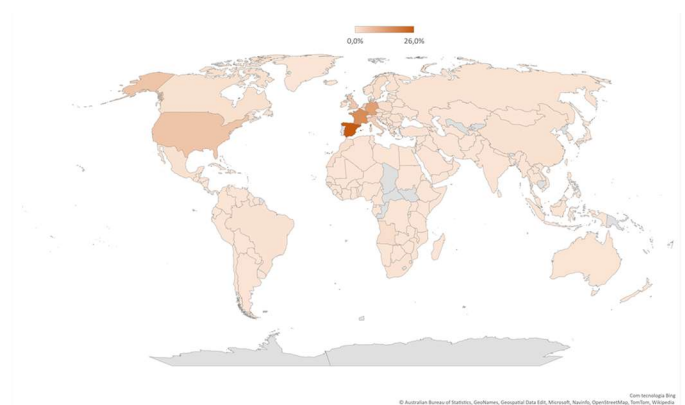 0,0% 26,0%
Com tecnologia Bing
© Australian Bureau of Statistics, GeoNames, Geospatial Data Edit, Microsoft, Navinfo, OpenStreetMap, TomTom, Wikipedia